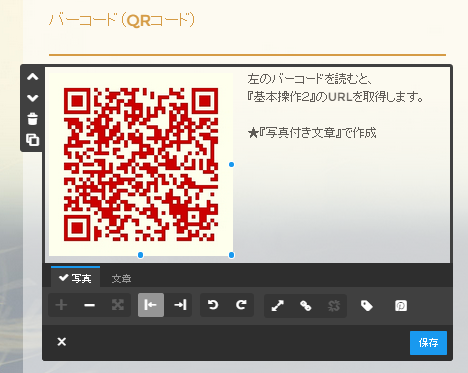 バーコード（QRコード）
左のバーコードを読むと、
『基本操作2』のURLを取得します。
★『写真付き文章』で作成
写真
文章
保存